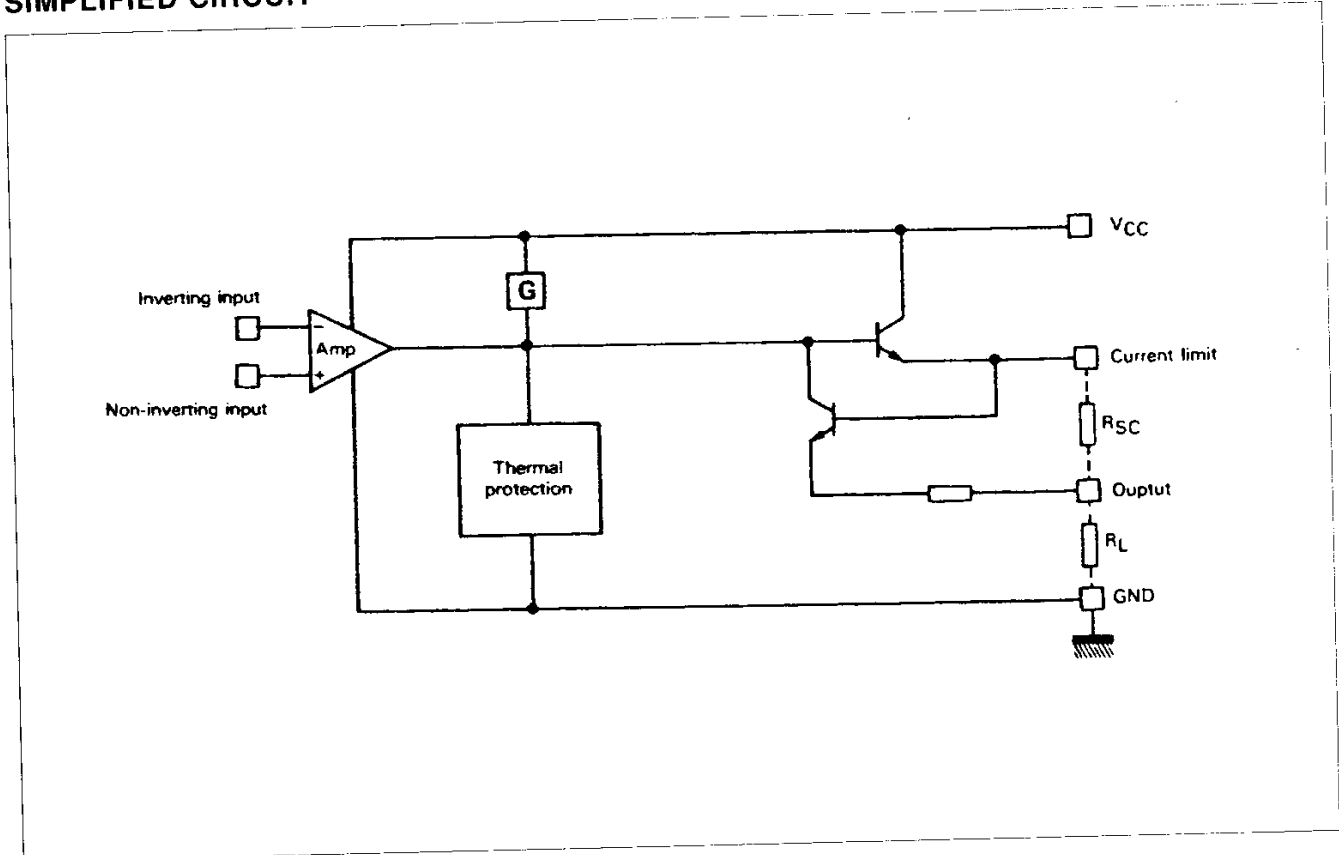 SIMPLIFIED CIRCUIT
VCC
G
Inverting input
-
Amp
+
Non-inverting input
Current limit
RSC
Thermal
protection
Ouptut
RL
GND